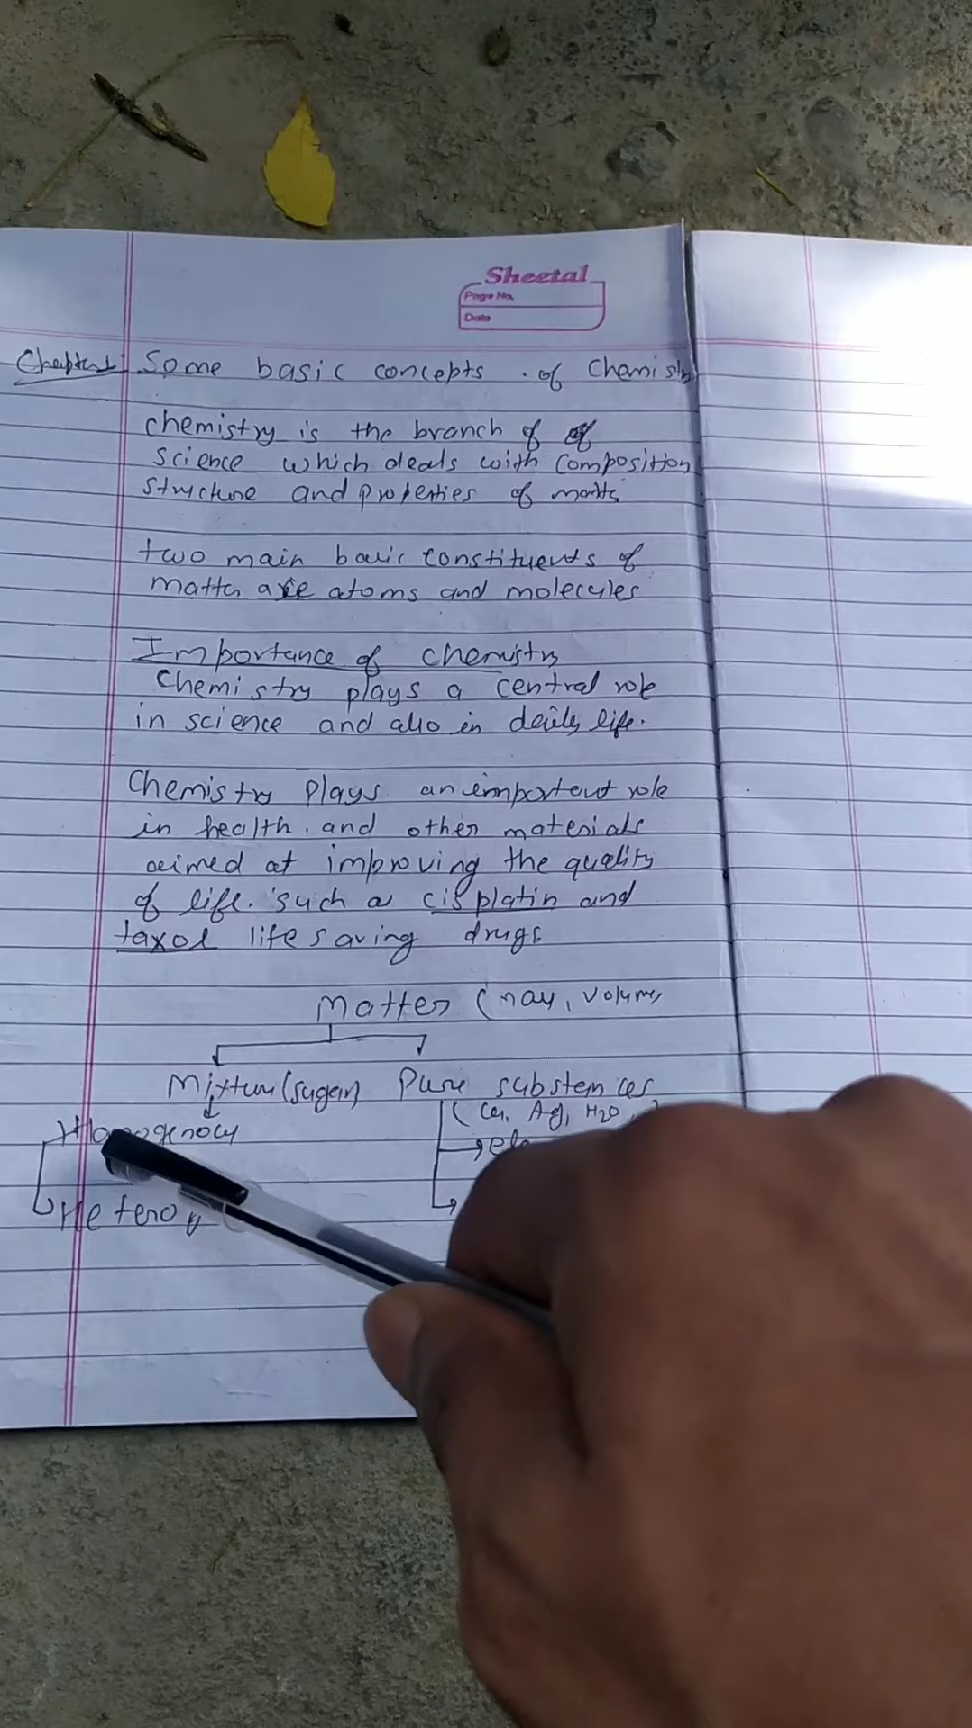 Sheetal
Page No.
Date
Chapter 1 Some basic concepts of Chemistry
chemistry is the branch of of
science which deals with composition
structure and properties of
two main basic constituents of
matter are atoms and molecules
Importance of chemistry
Chemistry plays a central role
in science and also in daily life.
Chemistry plays an important role
in health and other materials
aimed at improving the quality
of life. such as cisplatin and
taxol life saving drugs
Matter (mass, volume
Mixture (sugar) Pure substances
( Ag, H2O
Homogenocy
Hetero